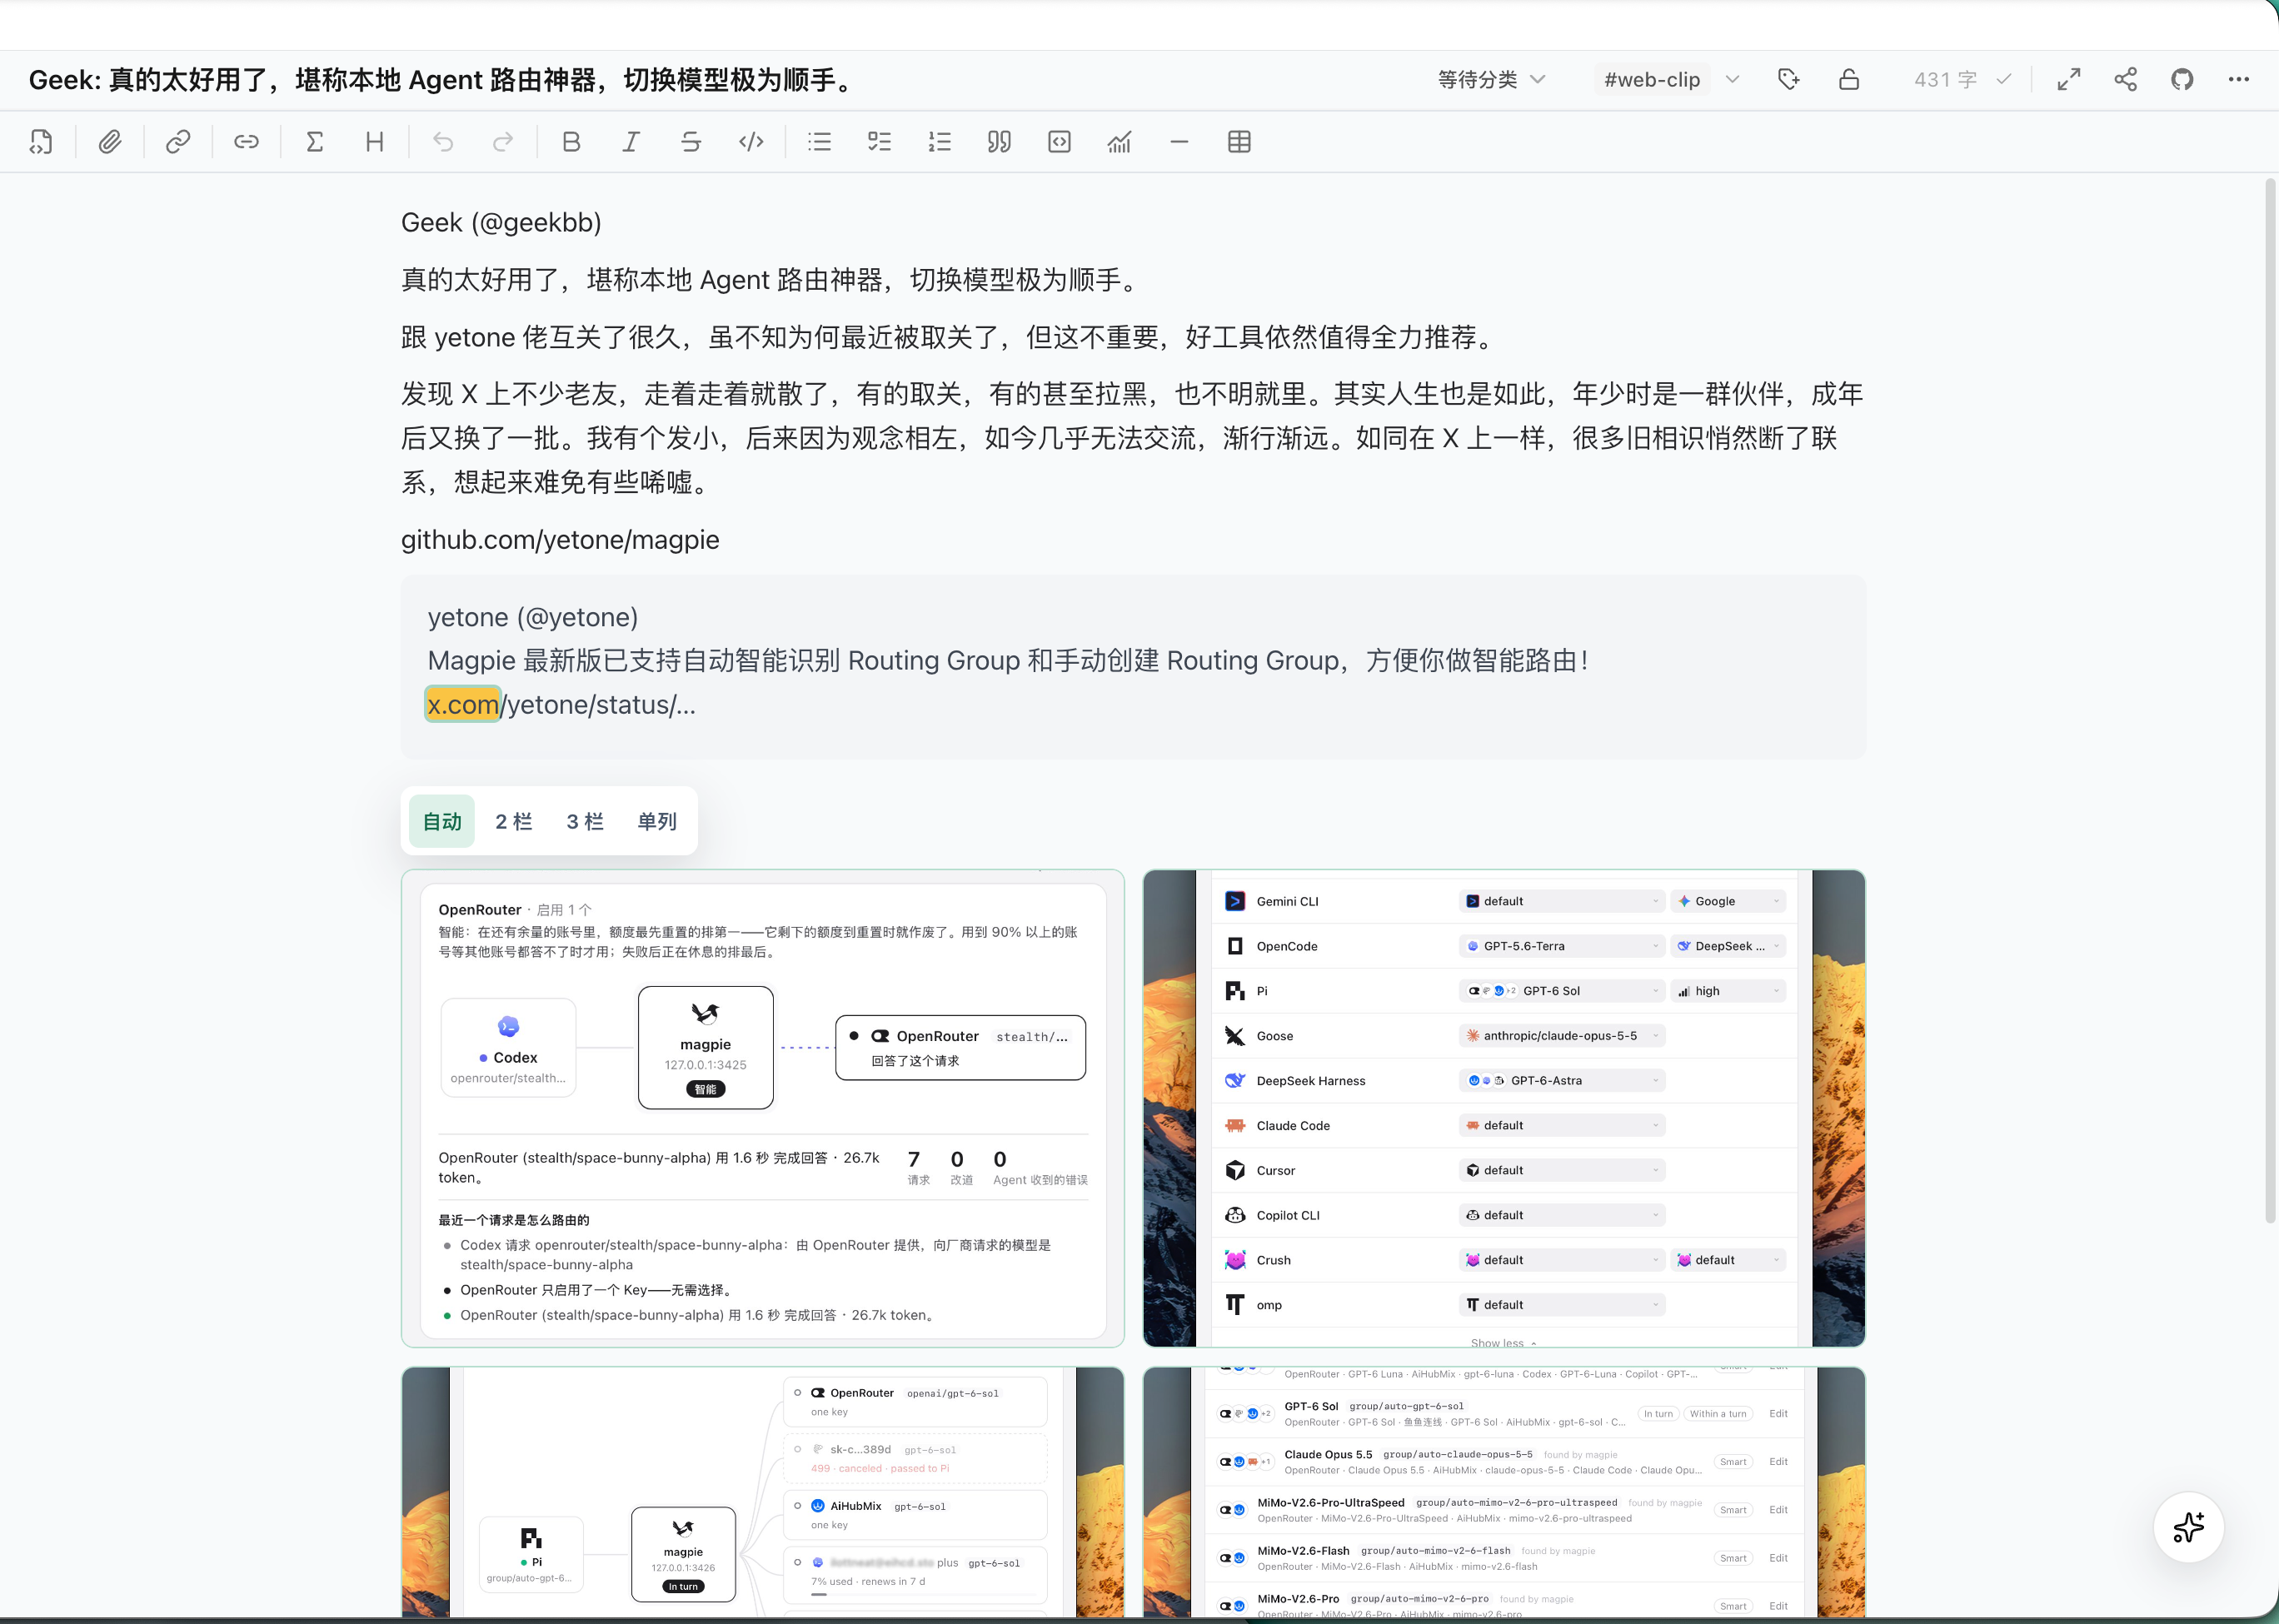 Geek: 真的太好用了，堪称本地 Agent 路由神器，切换模型极为顺手。
等待分类
#web-clip
431 字
Geek (@geekbb)
真的太好用了，堪称本地 Agent 路由神器，切换模型极为顺手。
跟 yetone 佬互关了很久，虽不知为何最近被取关了，但这不重要，好工具依然值得全力推荐。
发现 X 上不少老友，走着走着就散了，有的取关，有的甚至拉黑，也不明就里。其实人生也是如此，年少时是一群伙伴，成年
后又换了一批。我有个发小，后来因为观念相左，如今几乎无法交流，渐行渐远。如同在 X 上一样，很多旧相识悄然断了联
系，想起来难免有些唏嘘。
github.com/yetone/magpie
yetone (@yetone)
Magpie 最新版已支持自动智能识别 Routing Group 和手动创建 Routing Group，方便你做智能路由！
x.com/yetone/status/...
自动 2 栏 3 栏 单列
OpenRouter · 启用 1 个
智能：在还有余量的账号里，额度最先重置的排第一——它剩下的额度到重置时就作废了。用到 90% 以上的账
号等其他账号都答不了时才用；失败后正在休息的排最后。
Codex
openrouter/stealth...
magpie
127.0.0.1:3425
智能
OpenRouter stealth/...
回答了这个请求
OpenRouter (stealth/space-bunny-alpha) 用 1.6 秒 完成回答 · 26.7k
token。
7 0 0
请求 改道 Agent 收到的错误
最近一个请求是怎么路由的
Codex 请求 openrouter/stealth/space-bunny-alpha：由 OpenRouter 提供，向厂商请求的模型是
stealth/space-bunny-alpha
OpenRouter 只启用了一个 Key——无需选择。
OpenRouter (stealth/space-bunny-alpha) 用 1.6 秒 完成回答 · 26.7k token。
Gemini CLI default Google
OpenCode GPT-5.6-Terra DeepSeek ...
Pi +2 GPT-6 Sol high
Goose anthropic/claude-opus-5-5
DeepSeek Harness GPT-6-Astra
Claude Code default
Cursor default
Copilot CLI default
Crush default default
omp default
Show less
Pi
group/auto-gpt-6...
magpie
127.0.0.1:3426
In turn
OpenRouter openai/gpt-6-sol
one key
sk-c...389d gpt-6-sol
499 · canceled · passed to Pi
AiHubMix gpt-6-sol
one key
plus gpt-6-sol
7% used · renews in 7 d
OpenRouter · GPT-6 Luna · AiHubMix · gpt-6-luna · Codex · GPT-6-Luna · Copilot · GPT-...
Smart Edit
GPT-6 Sol group/auto-gpt-6-sol
+2 In turn Within a turn Edit
OpenRouter · GPT-6 Sol · 鱼鱼连线 · GPT-6 Sol · AiHubMix · gpt-6-sol · C...
Claude Opus 5.5 group/auto-claude-opus-5-5 found by magpie
+1 Smart Edit
OpenRouter · Claude Opus 5.5 · AiHubMix · claude-opus-5-5 · Claude Code · Claude Opu...
MiMo-V2.6-Pro-UltraSpeed group/auto-mimo-v2-6-pro-ultraspeed found by magpie
Smart Edit
OpenRouter · MiMo-V2.6-Pro-UltraSpeed · AiHubMix · mimo-v2.6-pro-ultraspeed
MiMo-V2.6-Flash group/auto-mimo-v2-6-flash found by magpie
Smart Edit
OpenRouter · MiMo-V2.6-Flash · AiHubMix · mimo-v2.6-flash
MiMo-V2.6-Pro group/auto-mimo-v2-6-pro found by magpie
Smart Edit
OpenRouter · MiMo-V2.6-Pro · AiHubMix · mimo-v2.6-pro